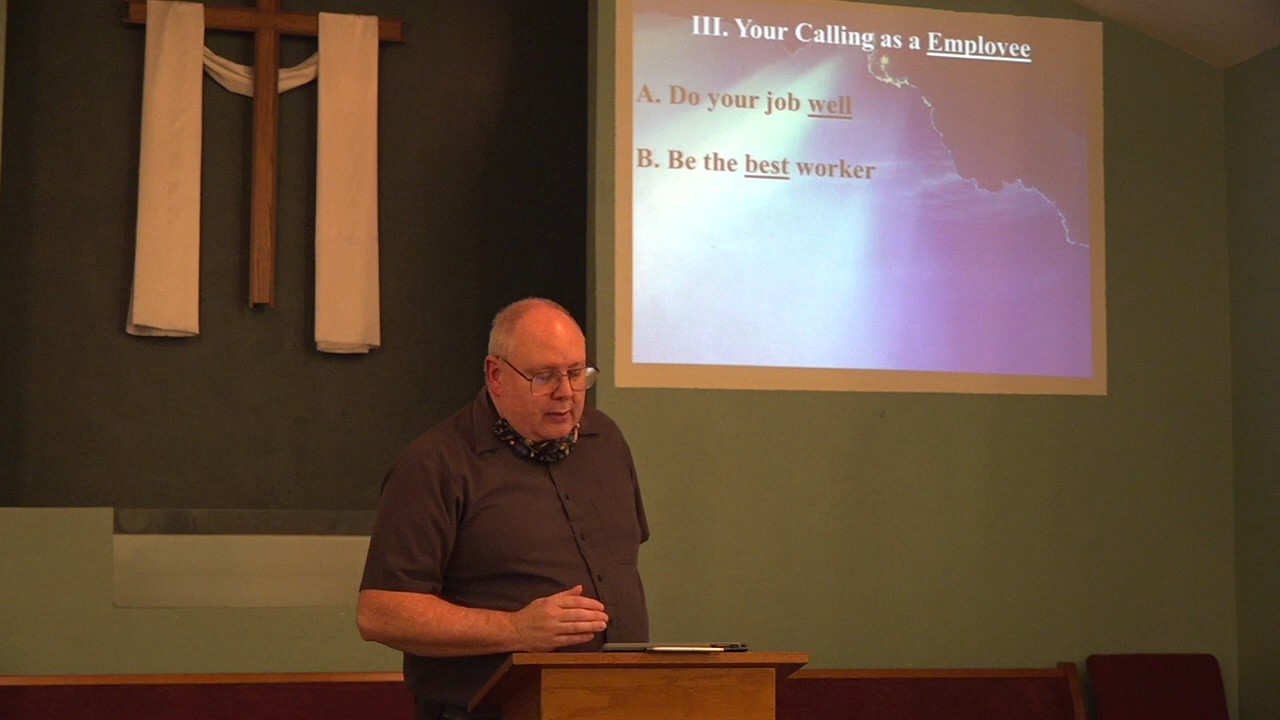 III. Your Calling as a Employee
A. Do your job well
B. Be the best worker